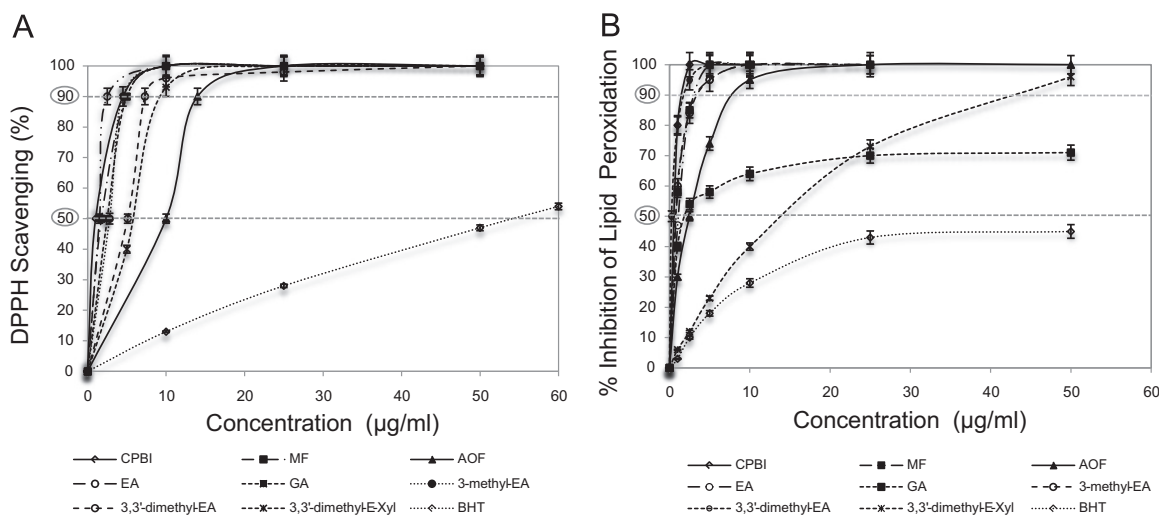 A
DPPH Scavenging (%)
100
90
80
70
60
50
40
30
20
10
0
0 10 20 30 40 50 60
Concentration (µg/ml)
CPBI MF AOF
EA GA 3-methyl-EA
3,3'-dimethyl-EA 3,3'-dimethyl-E-Xyl BHT
B
% Inhibition of Lipid Peroxidation
100
90
80
70
60
50
40
30
20
10
0
0 10 20 30 40 50 60
Concentration (µg/ml)
CPBI MF AOF
EA GA 3-methyl-EA
3,3'-dimethyl-EA 3,3'-dimethyl-E-Xyl BHT